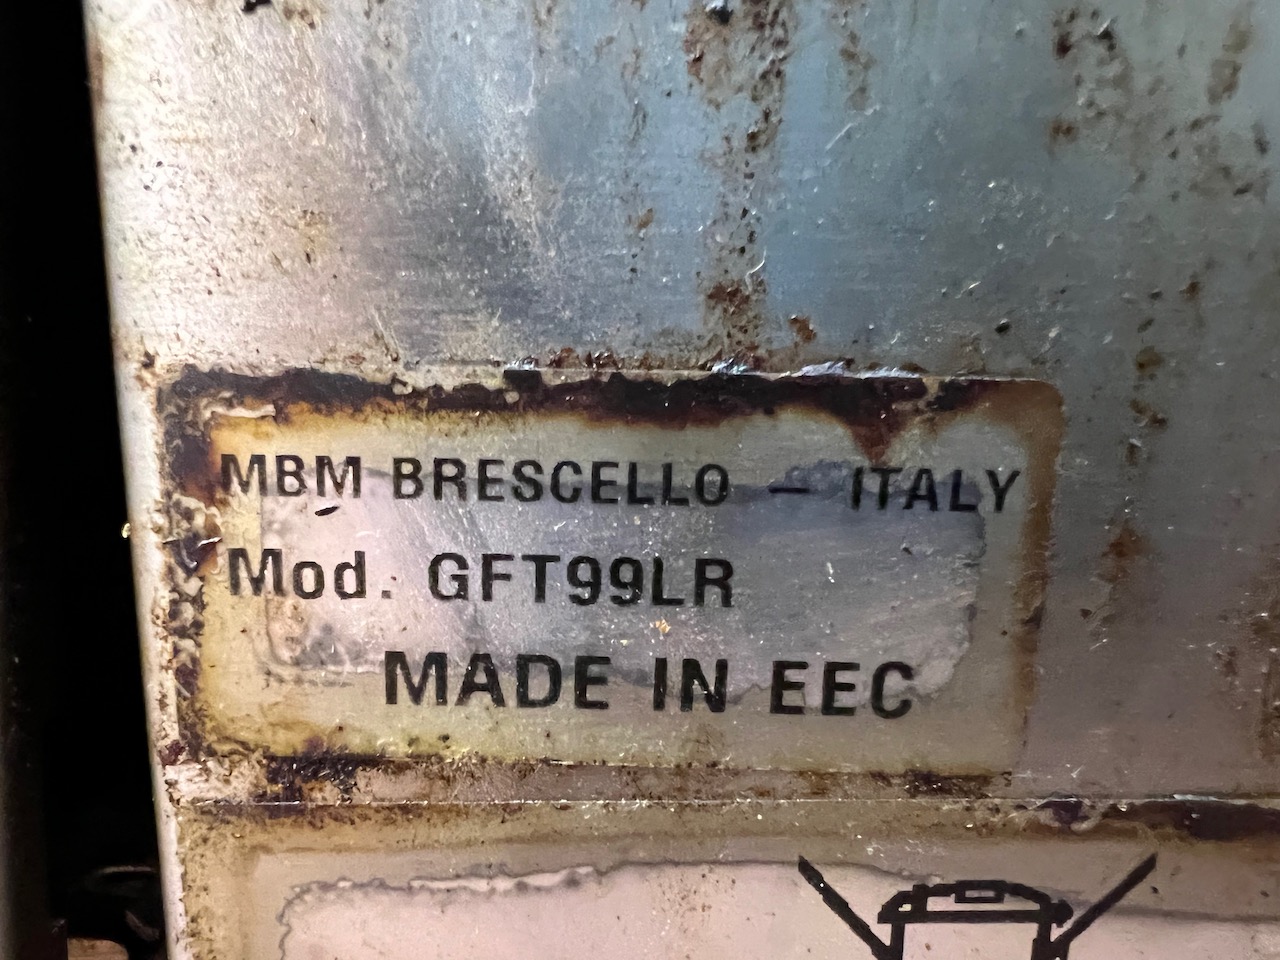 MBM BRESCELLO – ITALY
Mod. GFT99LR
MADE IN EEC